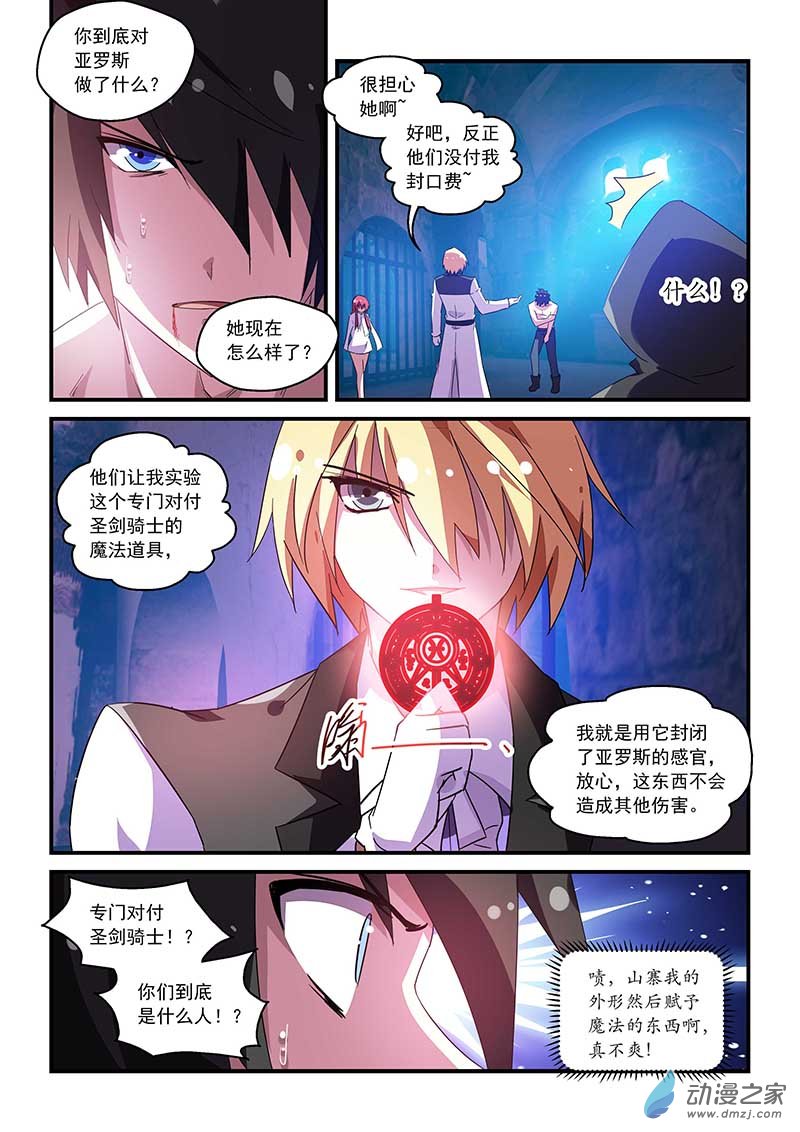 你到底对
亚罗斯
做了什么？
她现在
怎么样了？
很担心
她啊~
好吧，反正
他们没付我
封口费~
什么！？
他们让我实验
这个专门对付
圣剑骑士的
魔法道具，
我就是用它封闭
了亚罗斯的感官，
放心，这东西不会
造成其他伤害。
专门对付
圣剑骑士！？
你们到底
是什么人！？
啧，山寨我的
外形然后赋予
魔法的东西啊，
真不爽！
动漫之家
www.dmzj.com